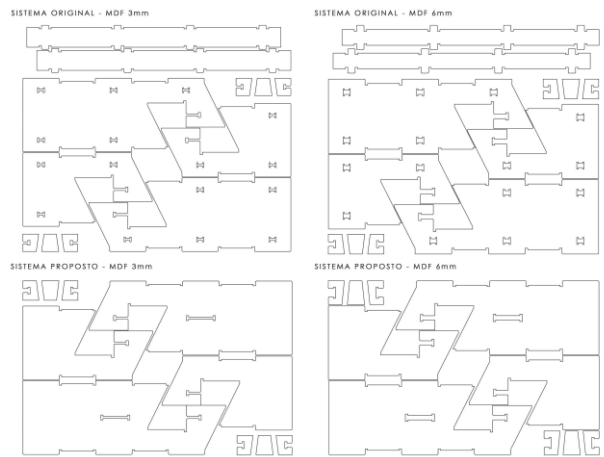 SISTEMA ORIGINAL - MDF 3mm
SISTEMA ORIGINAL - MDF 6mm
SISTEMA PROPOSTO - MDF 3mm
SISTEMA PROPOSTO - MDF 6mm